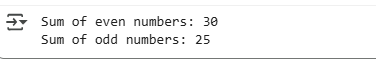 Sum of even numbers: 30
Sum of odd numbers: 25